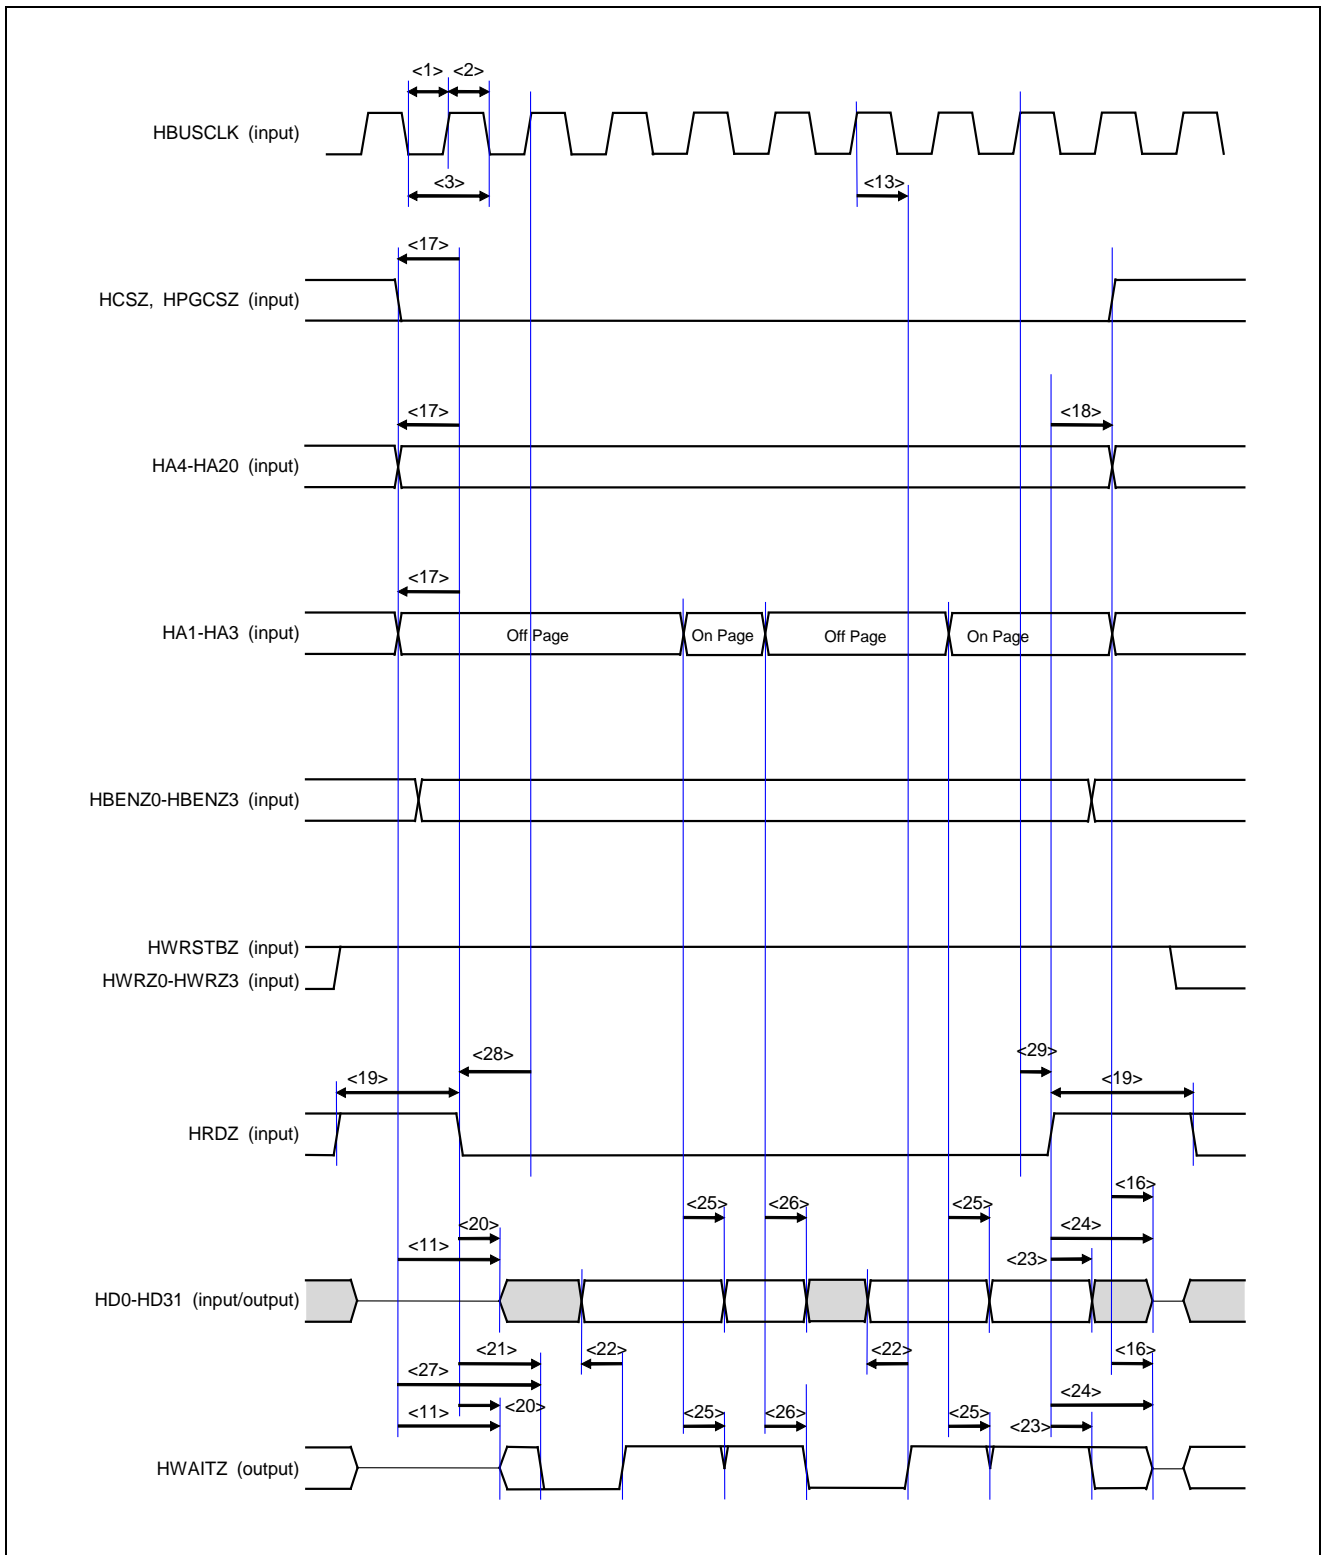 <1> <2>
HBUSCLK (input)
<3> <13>
<17>
HCSZ, HPGCSZ (input)
<17> <18>
HA4-HA20 (input)
<17>
HA1-HA3 (input) Off Page On Page Off Page On Page
HBENZ0-HBENZ3 (input)
HWRSTBZ (input)
HWRZ0-HWRZ3 (input)
<28> <29>
<19> <19>
HRDZ (input)
<16>
<20> <25> <26> <25> <24>
<11> <23>
HD0-HD31 (input/output)
<21> <22> <22> <16>
<27>
<20> <24>
<11> <25> <26> <25> <23>
HWAITZ (output)